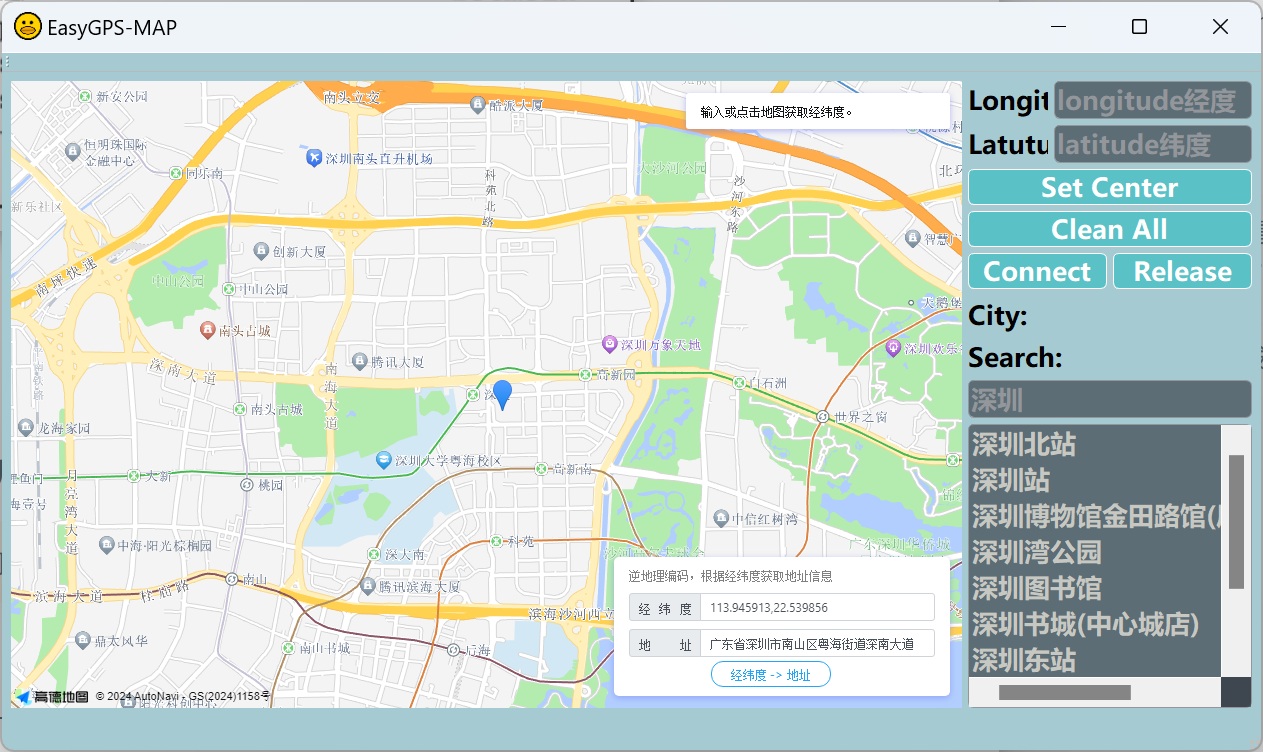 EasyGPS-MAP
新安公园
南头立交
酷派大厦
输入或点击地图获取经纬度。
恒明珠国际
金融中心
深圳南头直升机场
同乐南
大沙河公园
科苑北路
沙河东路
北环
新乐社区
南坪快速
创新大厦
中山公园
中山公园
天鹅堡
南头古城
腾讯大厦
深圳万象天地
深圳欢乐
深南大道
南海大道
高新园
白石洲
深
南头古城
世界之窗
龙海家园
深圳大学粤海校区
高新南
大新
桃园
月亮湾大道
中海·阳光棕榈园
中信红树湾
深大南
科苑
南山
腾讯滨海大厦
滨海大道
桂庙路
滨海沙河西立
鼎太风华
南山书城
后海
高德地图
© 2024 AutoNavi - GS(2024)1158号
逆地理编码，根据经纬度获取地址信息
经纬度 113.945913,22.539856
地址 广东省深圳市南山区粤海街道深南大道
经纬度 -> 地址
Longit longitude经度
Latutu latitude纬度
Set Center
Clean All
Connect Release
City:
Search:
深圳
深圳北站
深圳站
深圳博物馆金田路馆(
深圳湾公园
深圳图书馆
深圳书城(中心城店)
深圳东站